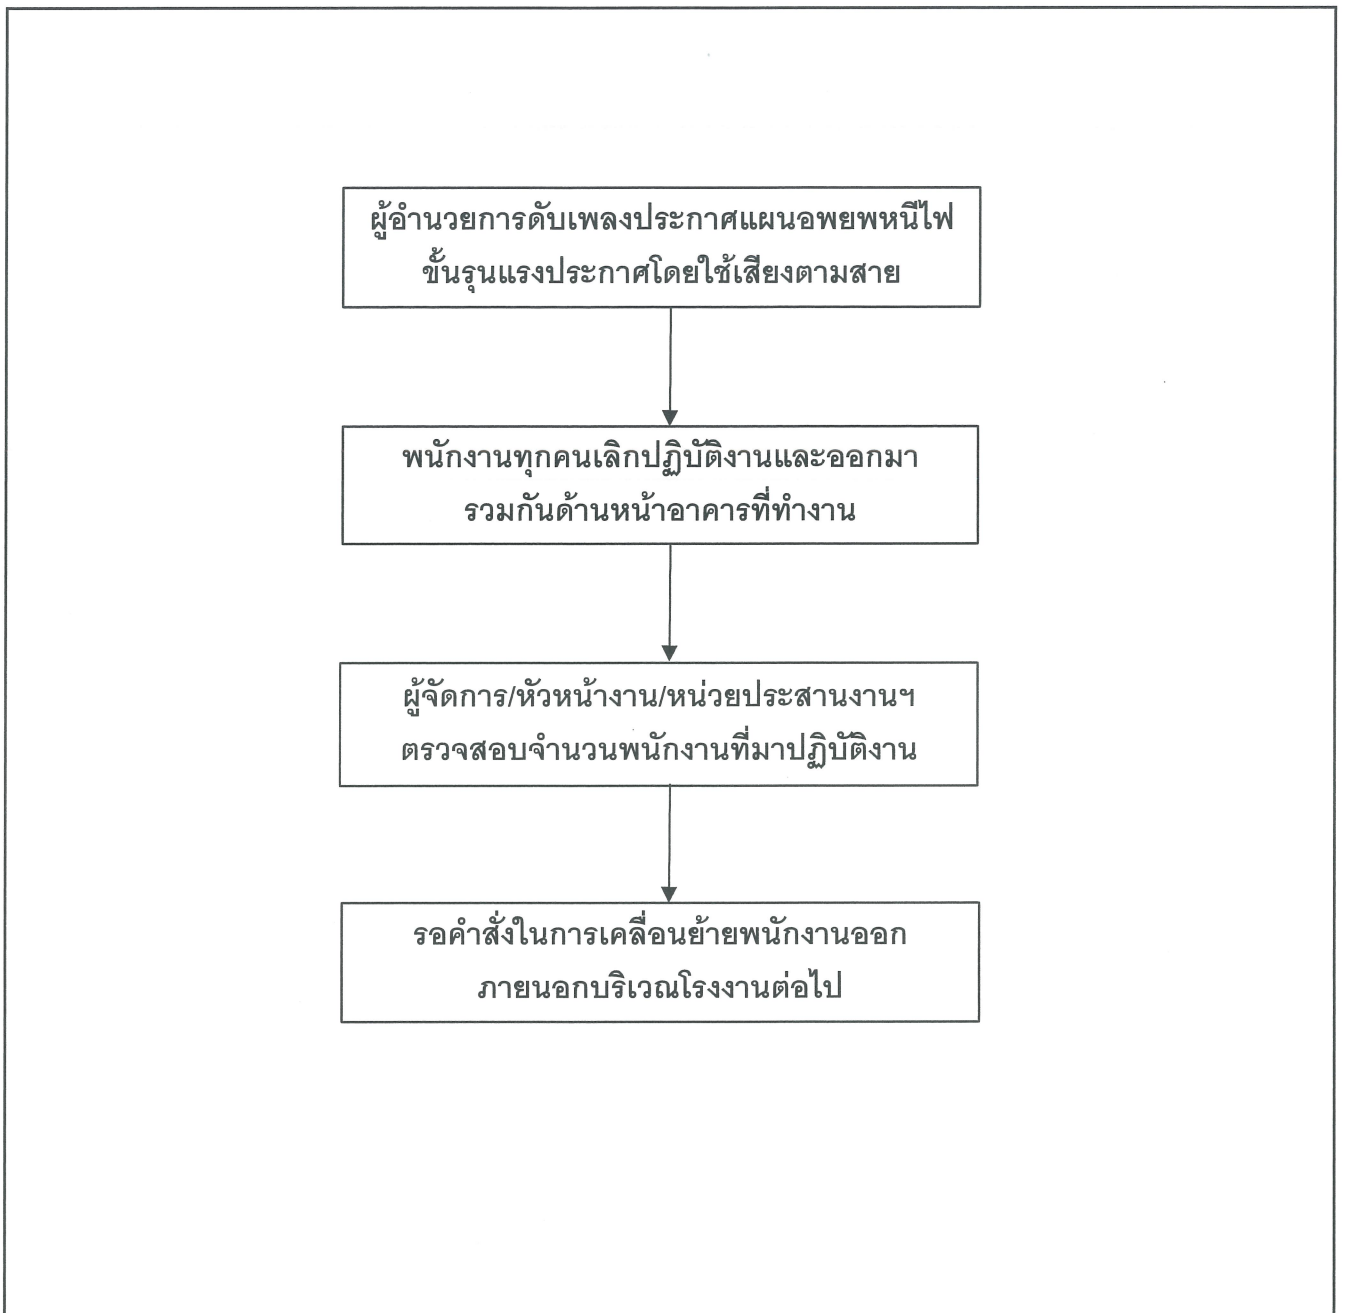 ผู้อำนวยการดับเพลงประกาศแผนอพยพหนีไฟ
ขั้นรุนแรงประกาศโดยใช้เสียงตามสาย
พนักงานทุกคนเลิกปฏิบัติงานและออกมา
รวมกันด้านหน้าอาคารที่ทำงาน
ผู้จัดการ/หัวหน้างาน/หน่วยประสานงานฯ
ตรวจสอบจำนวนพนักงานที่มาปฏิบัติงาน
รอคำสั่งในการเคลื่อนย้ายพนักงานออก
ภายนอกบริเวณโรงงานต่อไป